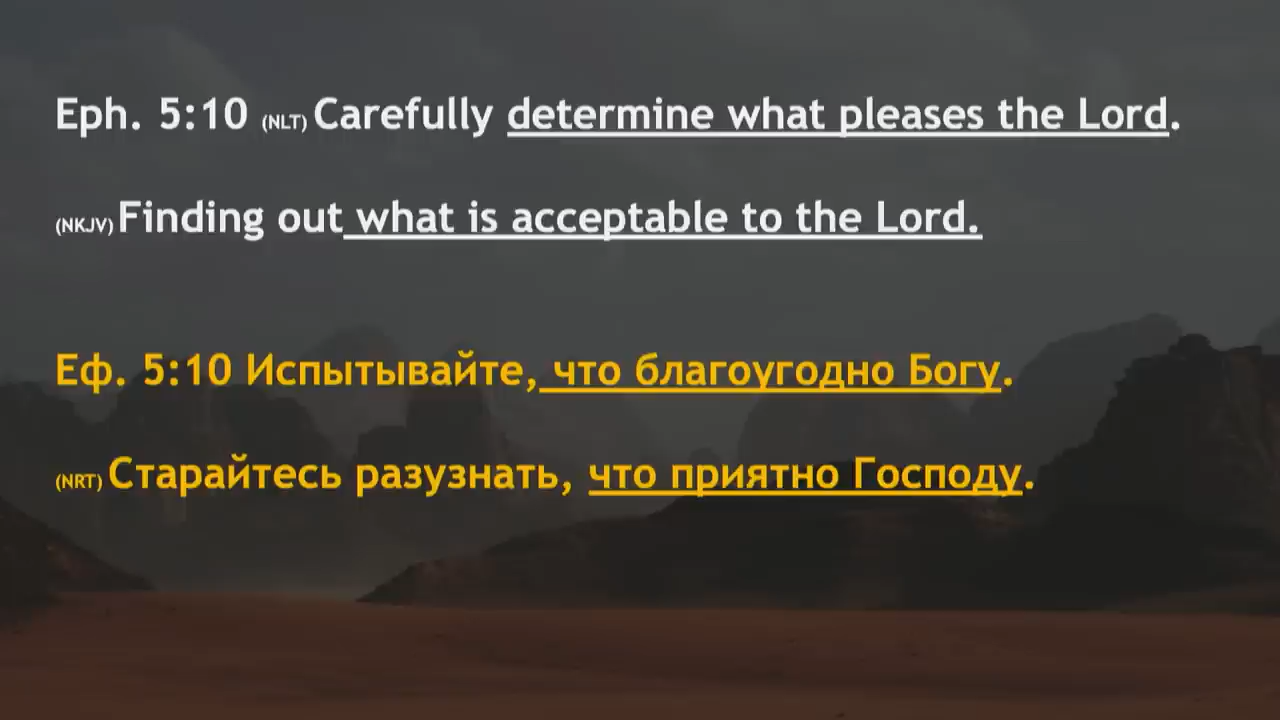 Eph. 5:10 (NLT) Carefully determine what pleases the Lord.
(NKJV) Finding out what is acceptable to the Lord.
Еф. 5:10 Испытывайте, что благоугодно Богу.
(NRT) Старайтесь разузнать, что приятно Господу.